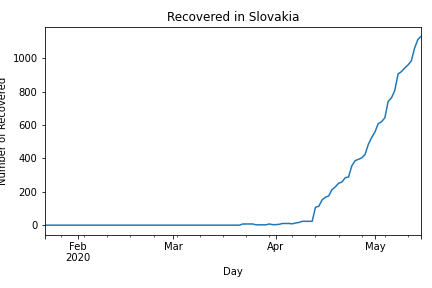 Recovered in Slovakia
Number of Recovered
1000
800
600
400
200
0
Feb
2020
Mar
Apr
May
Day